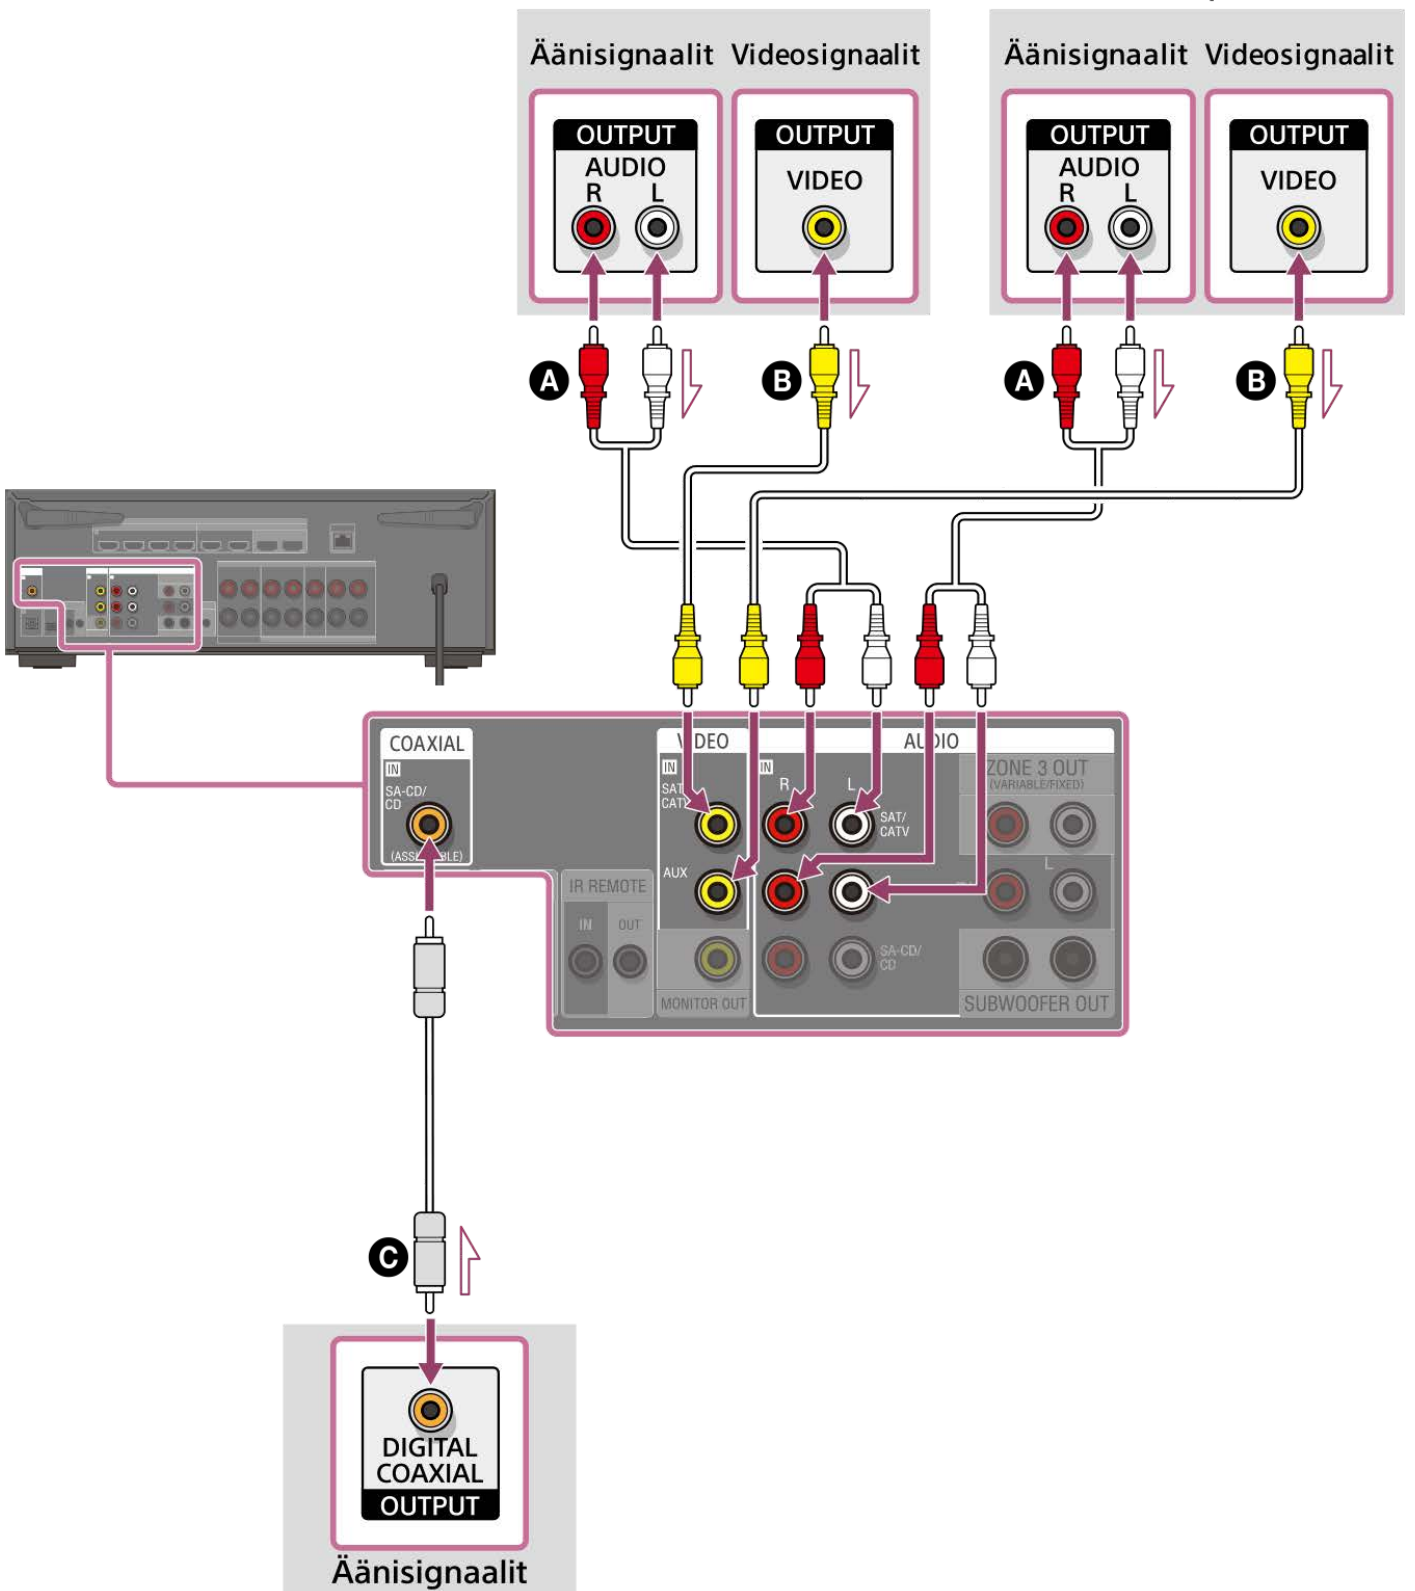 Äänisignaalit Videosignaalit
Äänisignaalit Videosignaalit
OUTPUT
AUDIO
R L
OUTPUT
VIDEO
OUTPUT
AUDIO
R L
OUTPUT
VIDEO
A
B
A
B
COAXIAL
IN
SA-CD/
CD
VIDEO
IN
AUX
AUDIO
IN
R L
SAT/
CATV
SA-CD/
CD
ZONE 3 OUT
(VARIABLE/FIXED)
L
SUBWOOFER OUT
IR REMOTE
IN OUT
MONITOR OUT
C
DIGITAL
COAXIAL
OUTPUT
Äänisignaalit